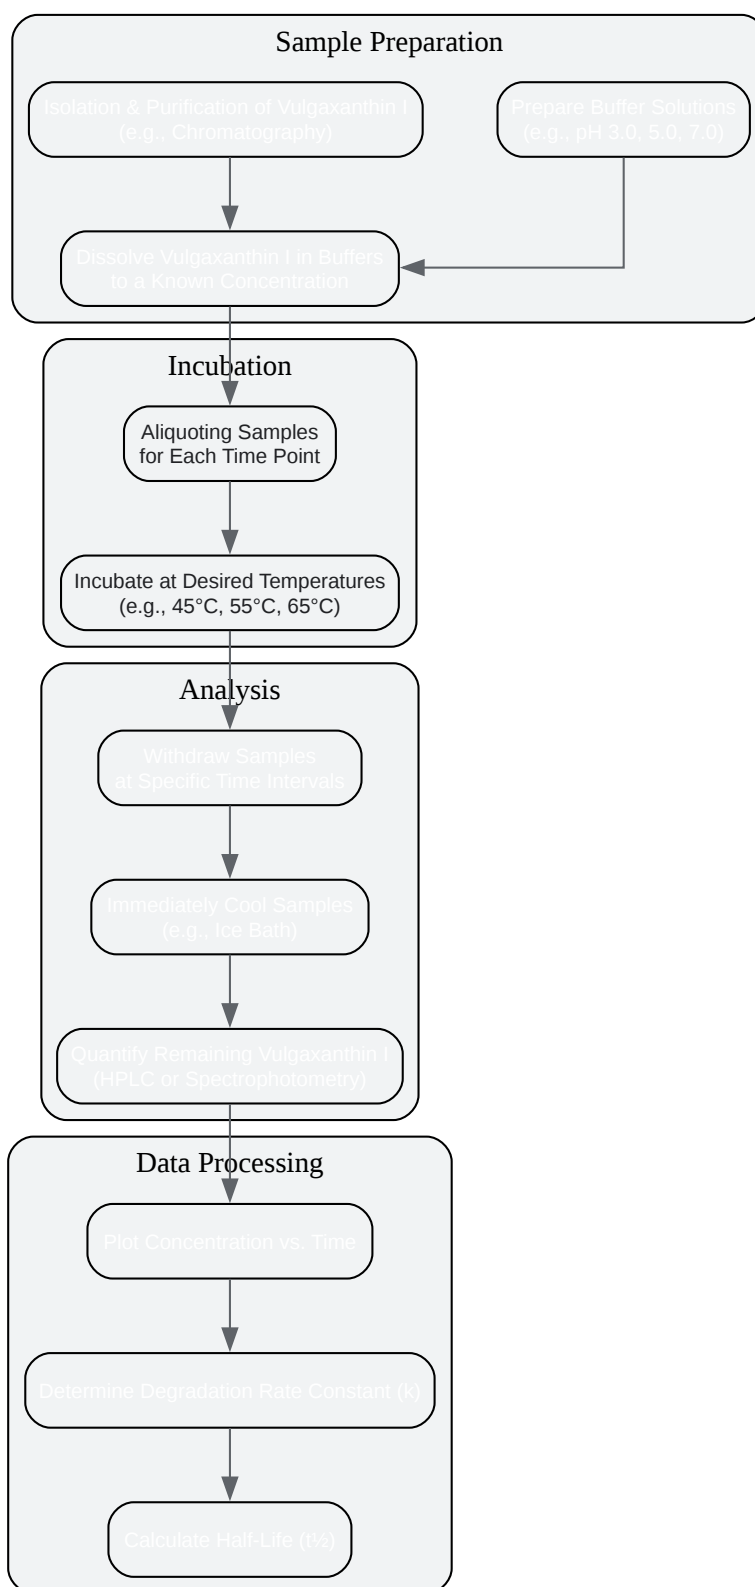 Sample Preparation
Isolation & Purification of Vulgaxanthin I
(e.g., Chromatography)
Prepare Buffer Solutions
(e.g., pH 3.0, 5.0, 7.0)
Dissolve Vulgaxanthin I in Buffers
to a Known Concentration
Incubation
Aliquoting Samples
for Each Time Point
Incubate at Desired Temperatures
(e.g., 45°C, 55°C, 65°C)
Analysis
Withdraw Samples
at Specific Time Intervals
Immediately Cool Samples
(e.g., Ice Bath)
Quantify Remaining Vulgaxanthin I
(HPLC or Spectrophotometry)
Data Processing
Plot Concentration vs. Time
Determine Degradation Rate Constant (k)
Calculate Half-Life (t½)